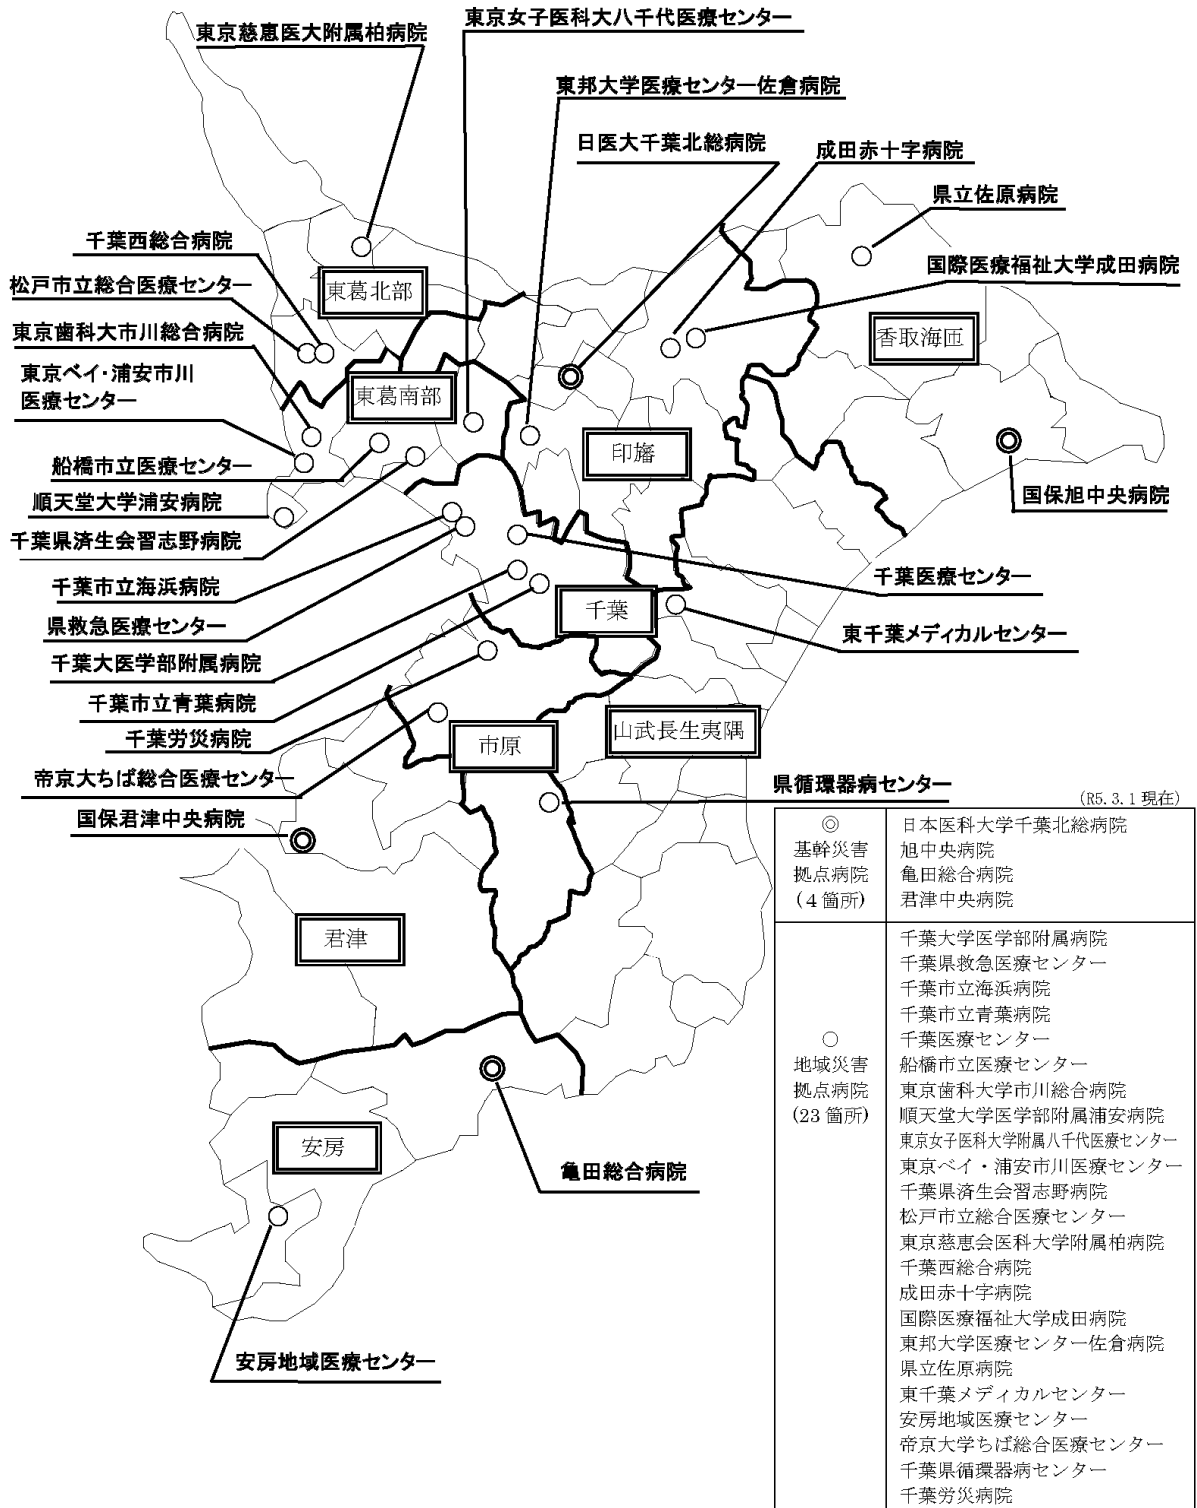 東京慈恵医大附属柏病院
東京女子医科大八千代医療センター
東邦大学医療センター佐倉病院
日医大千葉北総病院
成田赤十字病院
県立佐原病院
国際医療福祉大学成田病院
千葉西総合病院
松戸市立総合医療センター
東京歯科大市川総合病院
東京ベイ・浦安市川
医療センター
船橋市立医療センター
順天堂大学浦安病院
千葉県済生会習志野病院
千葉市立海浜病院
県救急医療センター
千葉大医学部附属病院
千葉市立青葉病院
千葉労災病院
帝京大ちば総合医療センター
国保君津中央病院
東葛北部
東葛南部
印旛
香取海匝
国保旭中央病院
千葉医療センター
千葉
東千葉メディカルセンター
市原
山武長生夷隅
県循環器病センター
君津
安房
亀田総合病院
安房地域医療センター
(R5.3.1 現在)
◎
基幹災害
拠点病院
(４箇所)
日本医科大学千葉北総病院
旭中央病院
亀田総合病院
君津中央病院
○
地域災害
拠点病院
(23 箇所)
千葉大学医学部附属病院
千葉県救急医療センター
千葉市立海浜病院
千葉市立青葉病院
千葉医療センター
船橋市立医療センター
東京歯科大学市川総合病院
順天堂大学医学部附属浦安病院
東京女子医科大学附属八千代医療センター
東京ベイ・浦安市川医療センター
千葉県済生会習志野病院
松戸市立総合医療センター
東京慈恵会医科大学附属柏病院
千葉西総合病院
成田赤十字病院
国際医療福祉大学成田病院
東邦大学医療センター佐倉病院
県立佐原病院
東千葉メディカルセンター
安房地域医療センター
帝京大学ちば総合医療センター
千葉県循環器病センター
千葉労災病院